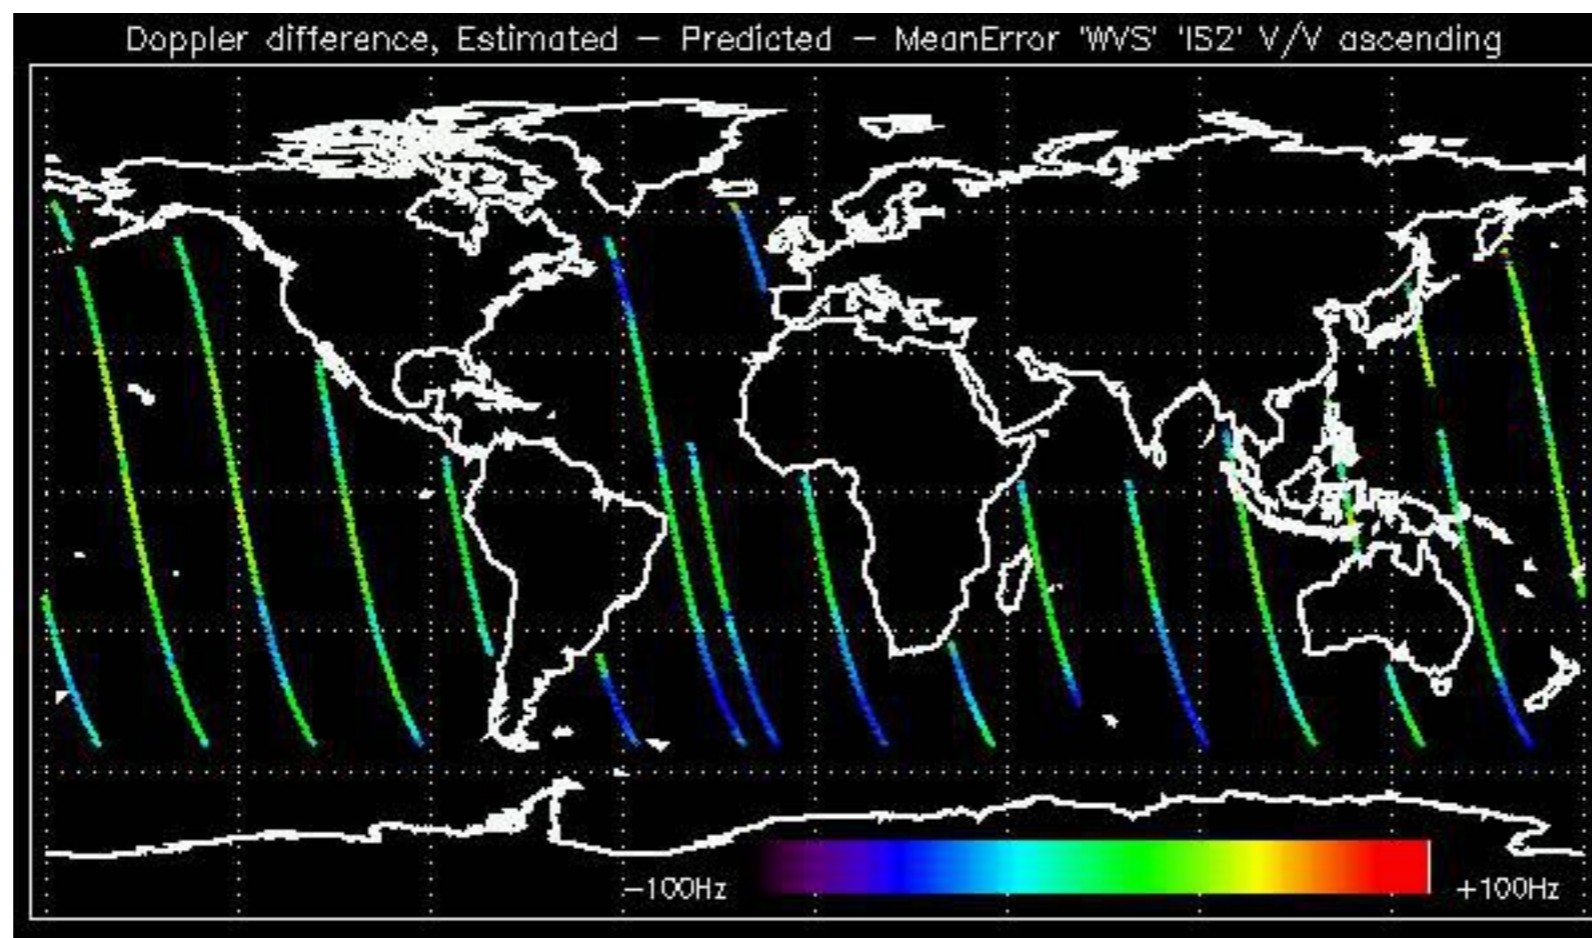 Doppler difference, Estimated − Predicted − MeanError 'WVS' 'IS2' V/V ascending
−100Hz
+100Hz